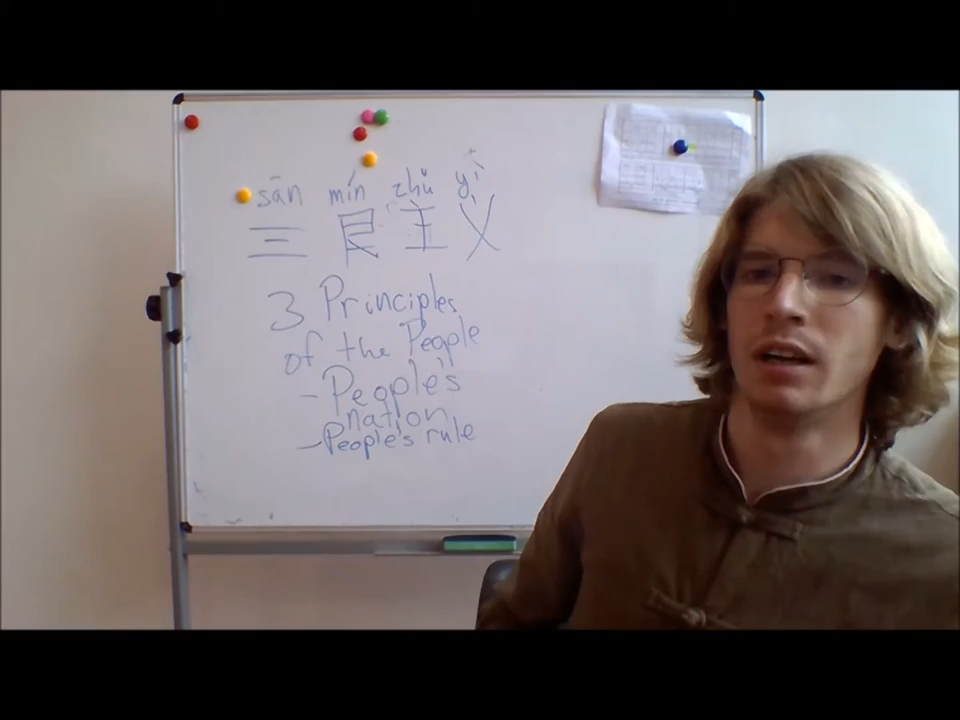 sān mín zhǔ yì
三民主义
3 Principles
of the People
- People's
nation
- People's rule